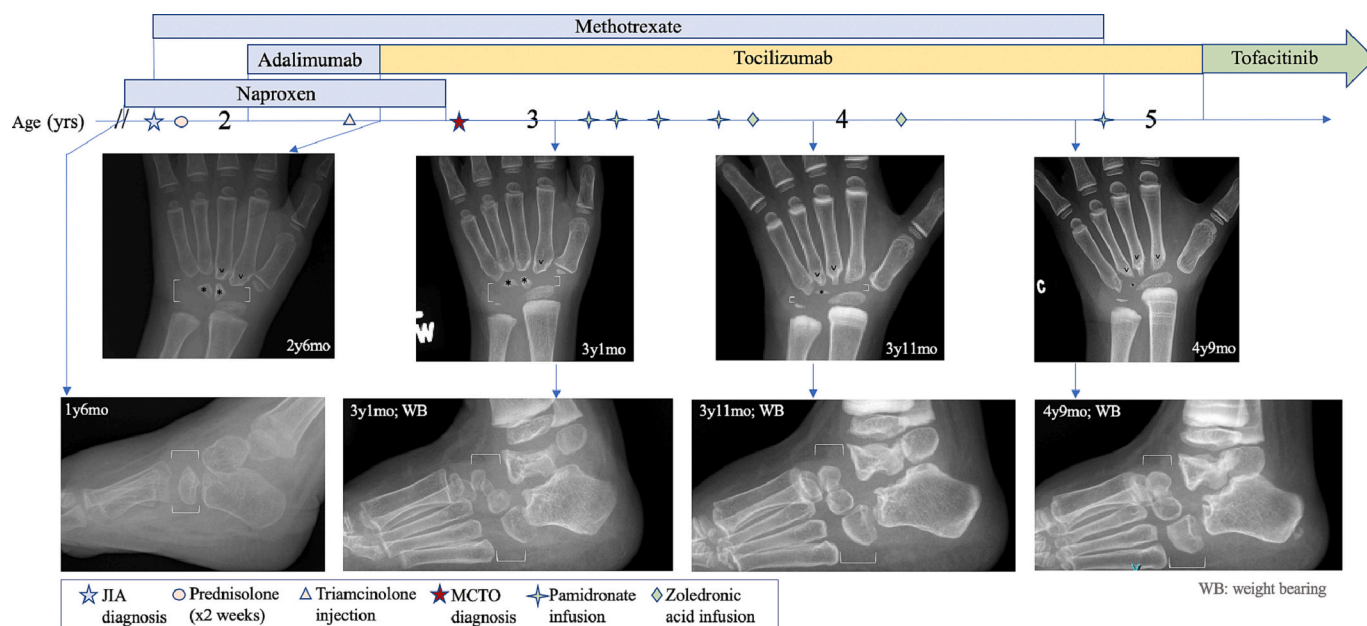 Methotrexate
Adalimumab
Tocilizumab
Tofacitinib
Naproxen
Age (yrs)
//
2
3
4
5
2y6mo
W
3y1mo
3y11mo
C
4y9mo
1y6mo
3y1mo; WB
3y11mo; WB
4y9mo; WB
JIA diagnosis
Prednisolone (x2 weeks)
Triamcinolone injection
MCTO diagnosis
Pamidronate infusion
Zoledronic acid infusion
WB: weight bearing